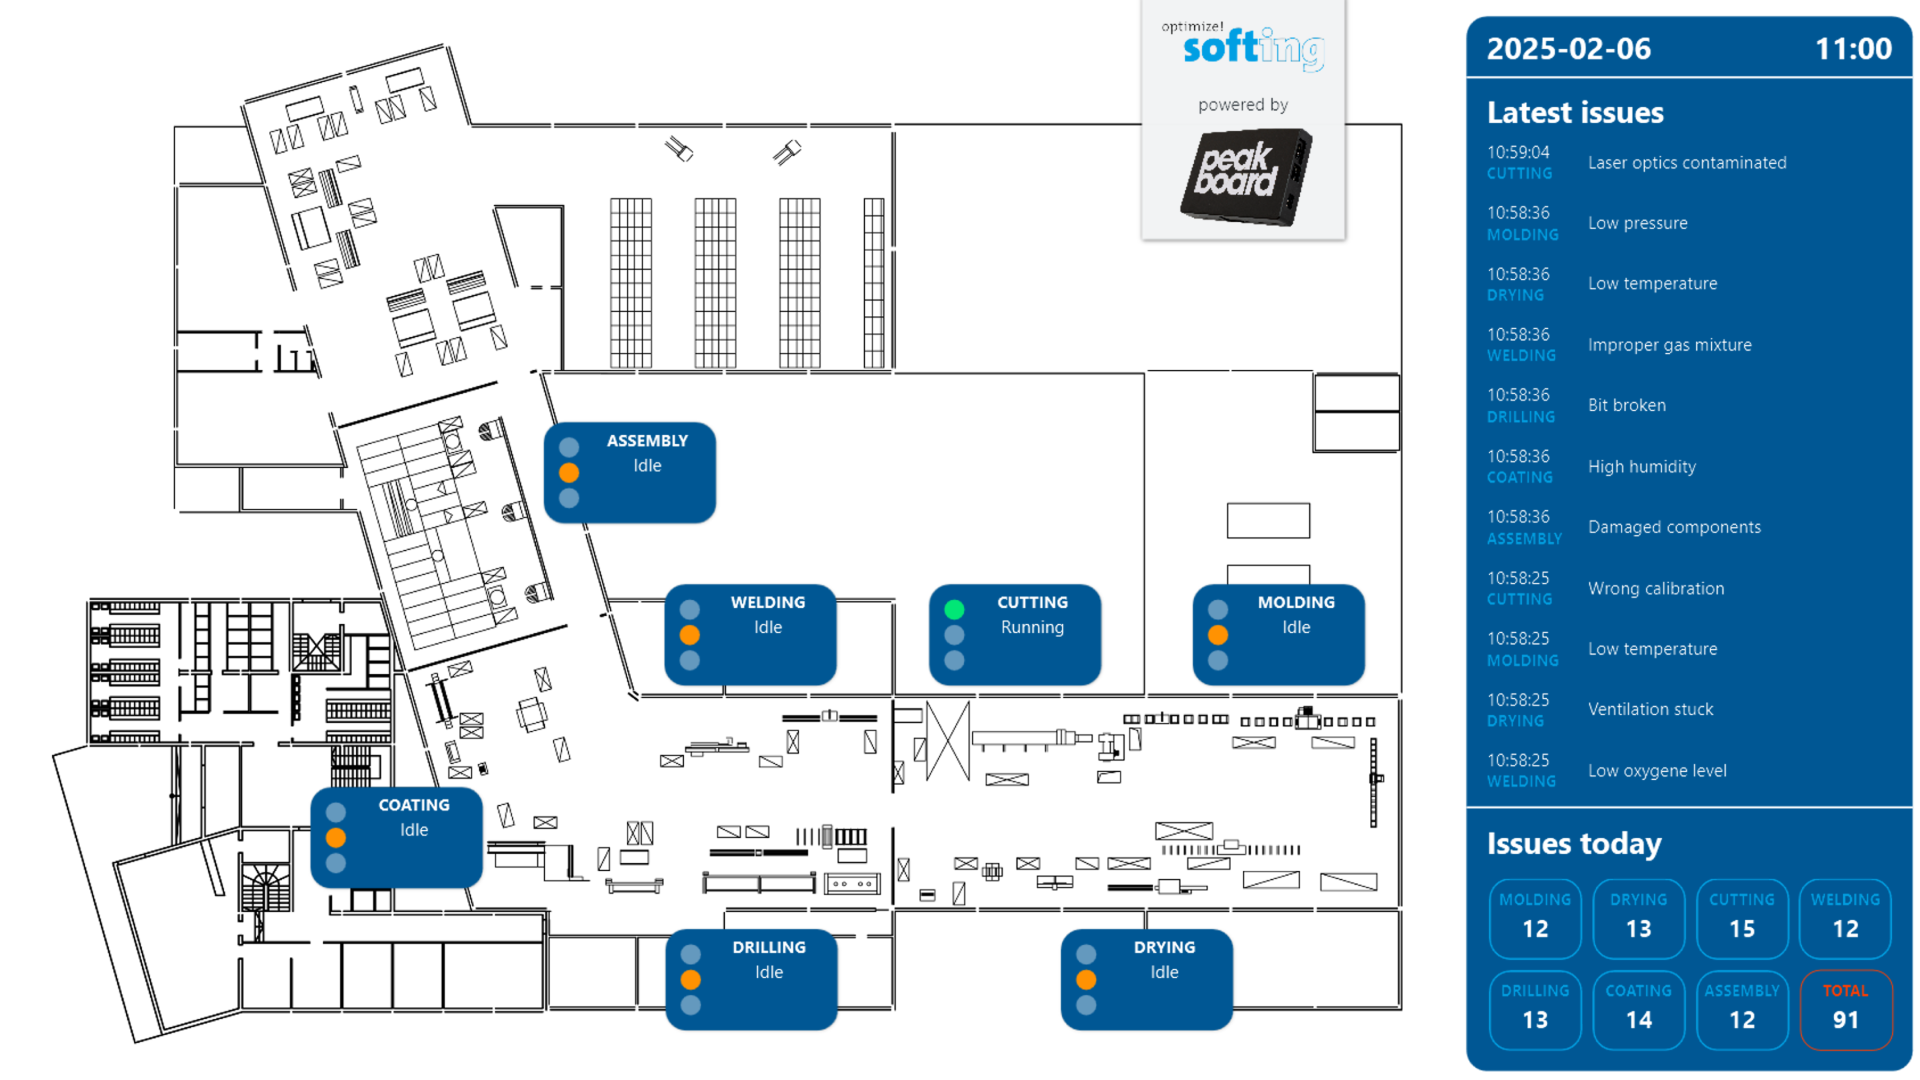 optimize!
softing
powered by
peak
board
2025-02-06 11:00
Latest issues
10:59:04
CUTTING
Laser optics contaminated
10:58:36
MOLDING
Low pressure
10:58:36
DRYING
Low temperature
10:58:36
WELDING
Improper gas mixture
10:58:36
DRILLING
Bit broken
10:58:36
COATING
High humidity
10:58:36
ASSEMBLY
Damaged components
10:58:25
CUTTING
Wrong calibration
10:58:25
MOLDING
Low temperature
10:58:25
DRYING
Ventilation stuck
10:58:25
WELDING
Low oxygene level
Issues today
MOLDING
12
DRYING
13
CUTTING
15
WELDING
12
DRILLING
13
COATING
14
ASSEMBLY
12
TOTAL
91
ASSEMBLY
Idle
WELDING
Idle
CUTTING
Running
MOLDING
Idle
COATING
Idle
DRILLING
Idle
DRYING
Idle